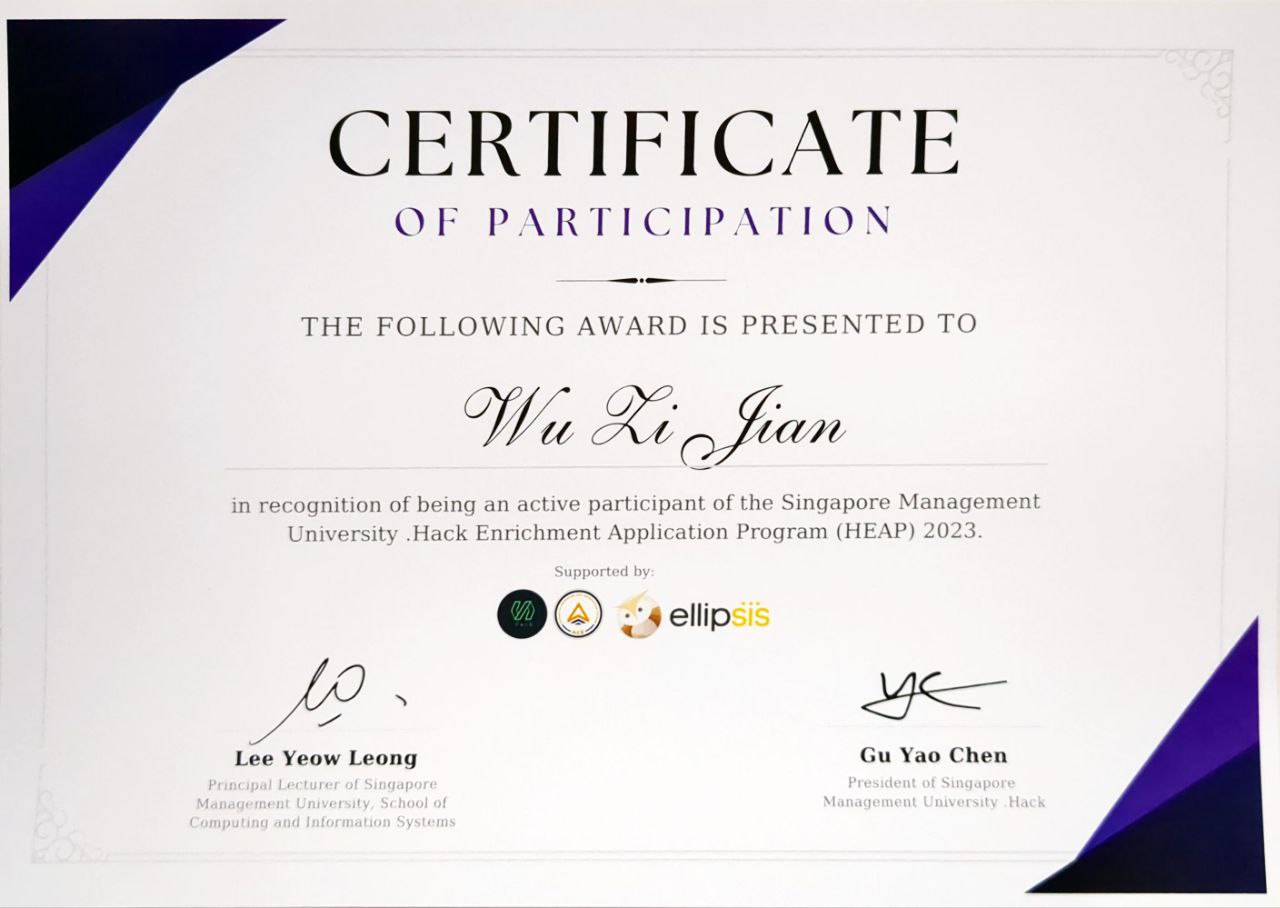 CERTIFICATE
OF PARTICIPATION
THE FOLLOWING AWARD IS PRESENTED TO
Wu Zi Jian
in recognition of being an active participant of the Singapore Management
University .Hack Enrichment Application Program (HEAP) 2023.
Supported by:
ellipsis
Lee Yeow Leong
Principal Lecturer of Singapore
Management University, School of
Computing and Information Systems
Gu Yao Chen
President of Singapore
Management University .Hack